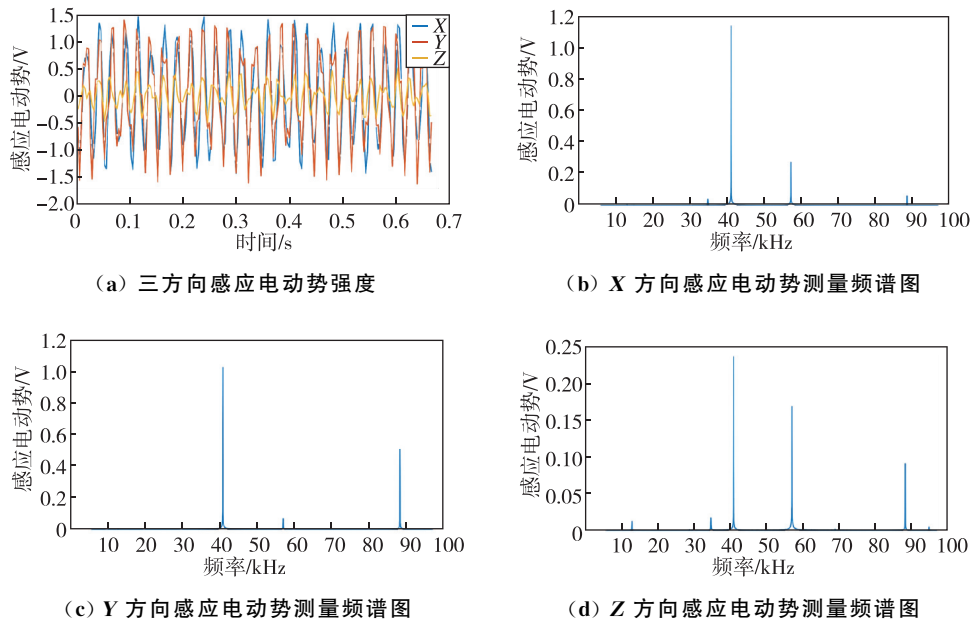 1.5
1.0
0.5
0
−0.5
−1.0
−1.5
−2.0
感应电动势/V
X
Y
Z
0 0.1 0.2 0.3 0.4 0.5 0.6 0.7
时间/s
(a) 三方向感应电动势强度
1.2
1.0
0.8
0.6
0.4
0.2
0
感应电动势/V
10 20 30 40 50 60 70 80 90 100
频率/kHz
(b) X 方向感应电动势测量频谱图
1.2
1.0
0.8
0.6
0.4
0.2
0
感应电动势/V
10 20 30 40 50 60 70 80 90 100
频率/kHz
(c) Y 方向感应电动势测量频谱图
0.25
0.20
0.15
0.10
0.05
0
感应电动势/V
10 20 30 40 50 60 70 80 90 100
频率/kHz
(d) Z 方向感应电动势测量频谱图